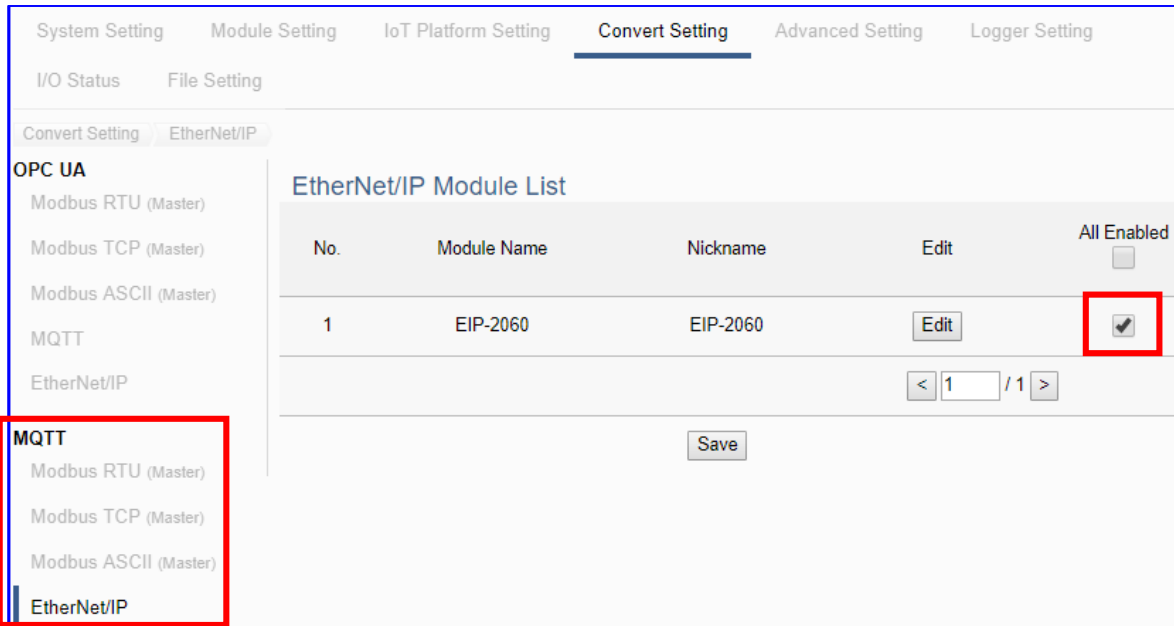 System Setting Module Setting IoT Platform Setting Convert Setting Advanced Setting Logger Setting
I/O Status File Setting
Convert Setting EtherNet/IP
OPC UA
Modbus RTU (Master)
Modbus TCP (Master)
Modbus ASCII (Master)
MQTT
EtherNet/IP
MQTT
Modbus RTU (Master)
Modbus TCP (Master)
Modbus ASCII (Master)
EtherNet/IP
EtherNet/IP Module List
No. Module Name Nickname Edit All Enabled
1 EIP-2060 EIP-2060 Edit
< 1 / 1 >
Save